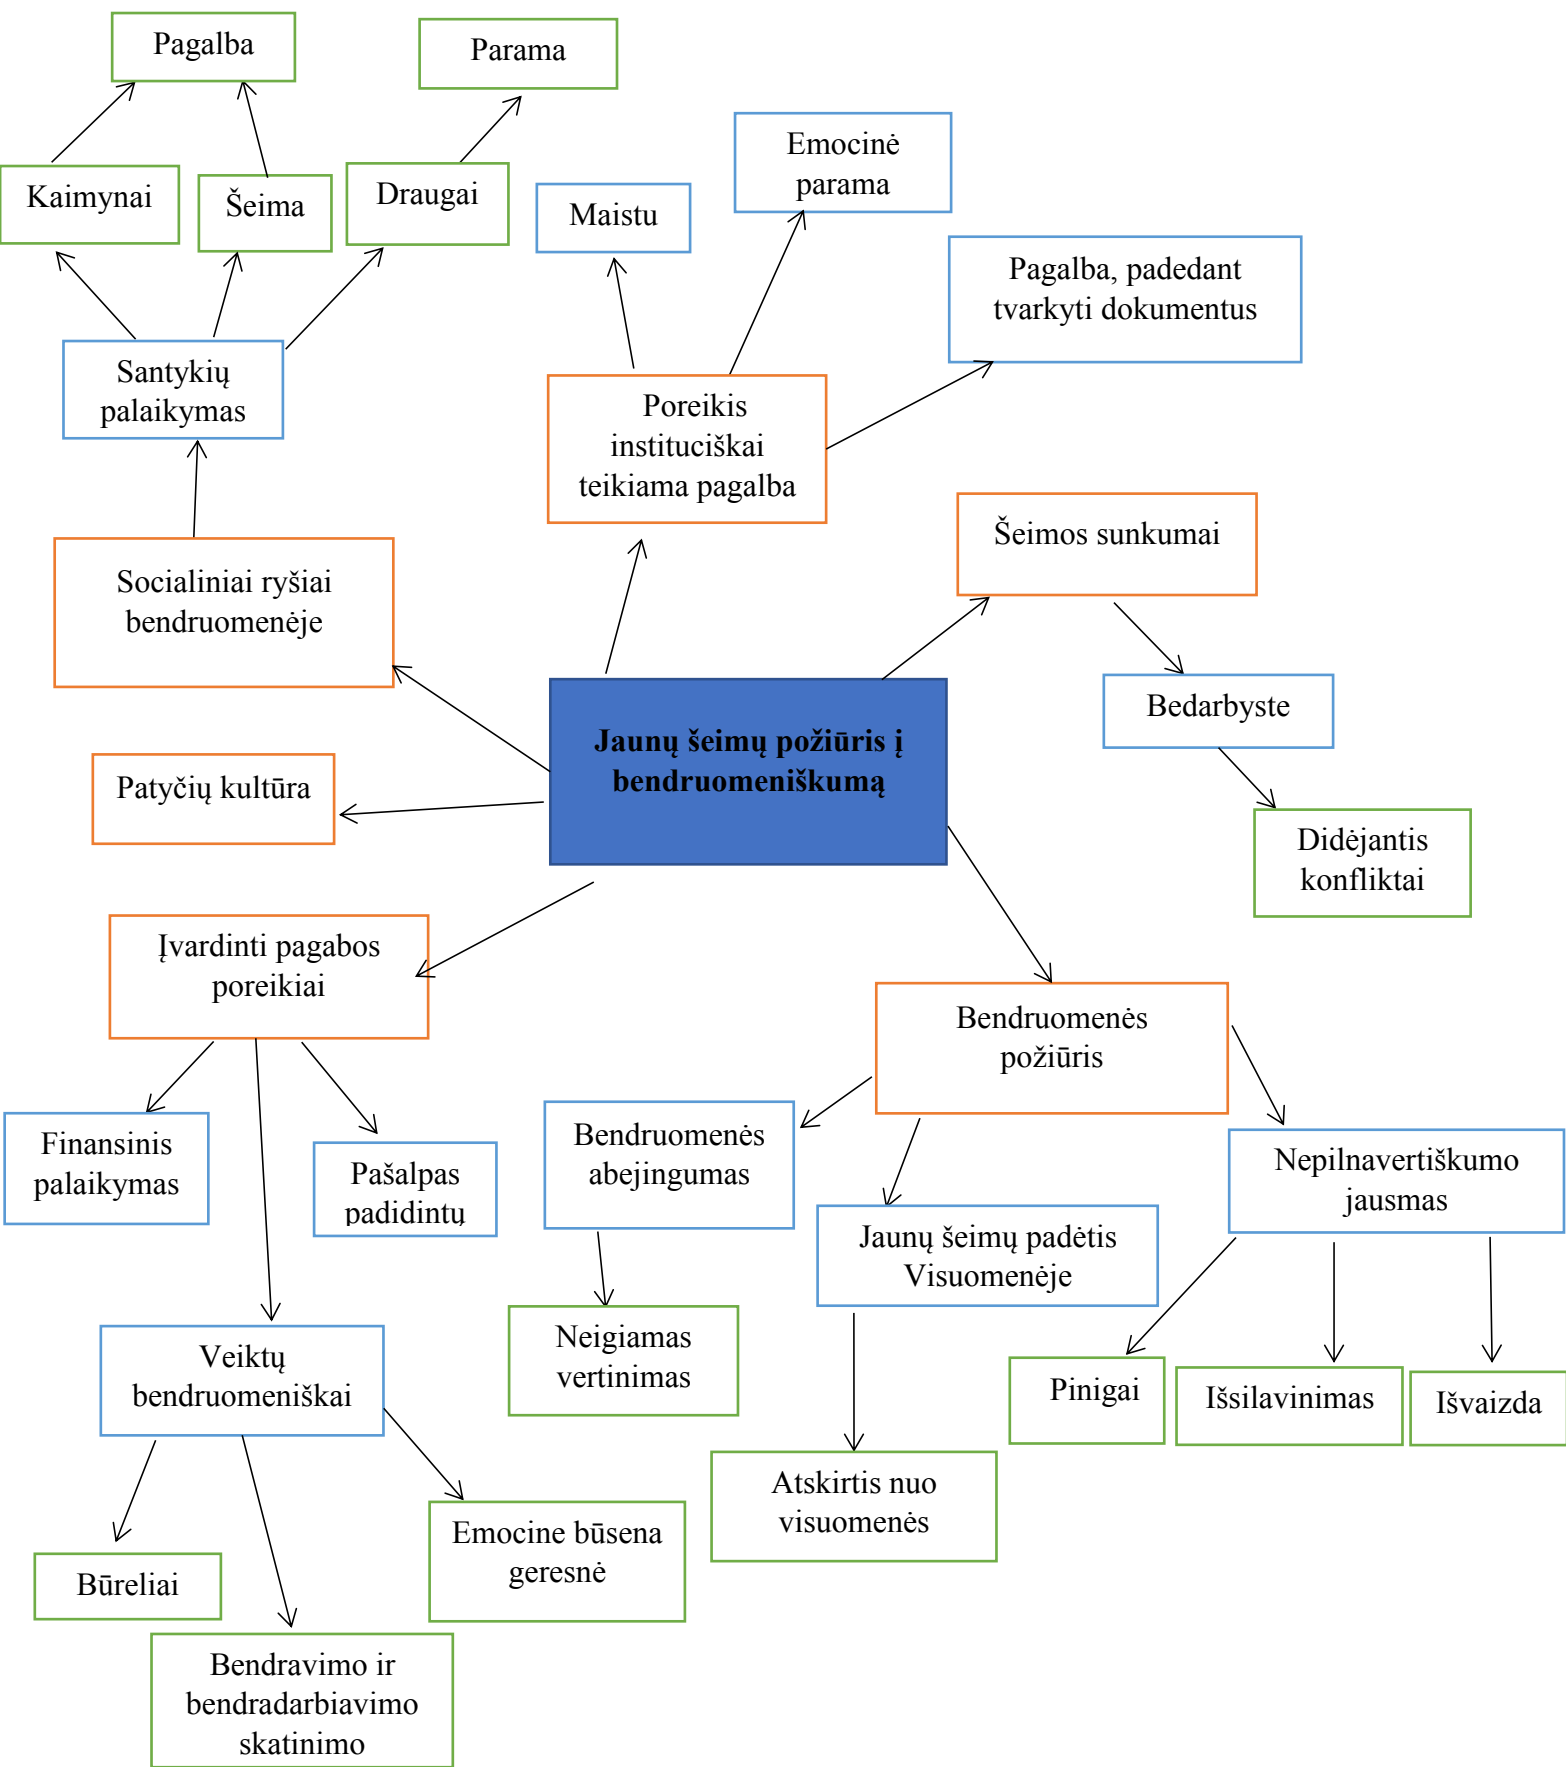 Pagalba
Parama
Emocinė
parama
Kaimynai
Šeima
Draugai
Maistu
Pagalba, padedant
tvarkyti dokumentus
Santykių
palaikymas
Poreikis
instituciškai
teikiama pagalba
Šeimos sunkumai
Socialiniai ryšiai
bendruomenėje
Bedarbyste
Jaunų šeimų požiūris į
bendruomeniškumą
Patyčių kultūra
Didėjantis
konfliktai
Įvardinti pagabos
poreikiai
Bendruomenės
požiūris
Finansinis
palaikymas
Pašalpas
padidintų
Bendruomenės
abejingumas
Nepilnavertiškumo
jausmas
Jaunų šeimų padėtis
Visuomenėje
Veiktų
bendruomeniškai
Neigiamas
vertinimas
Pinigai
Išsilavinimas
Išvaizda
Atskirtis nuo
visuomenės
Emocine būsena
geresnė
Būreliai
Bendravimo ir
bendradarbiavimo
skatinimo